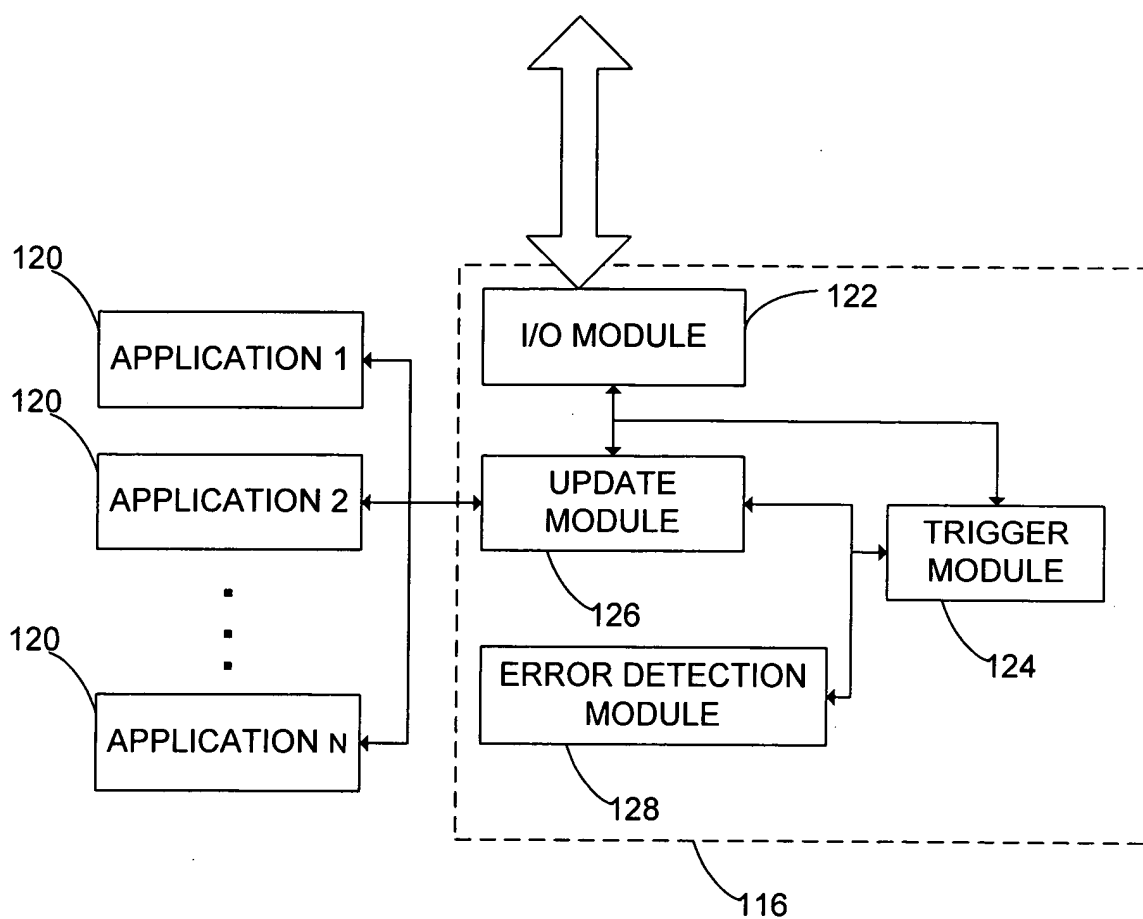 120
APPLICATION 1
120
APPLICATION 2
120
APPLICATION N
I/O MODULE
122
UPDATE
MODULE
126
TRIGGER
MODULE
124
ERROR DETECTION
MODULE
128
116